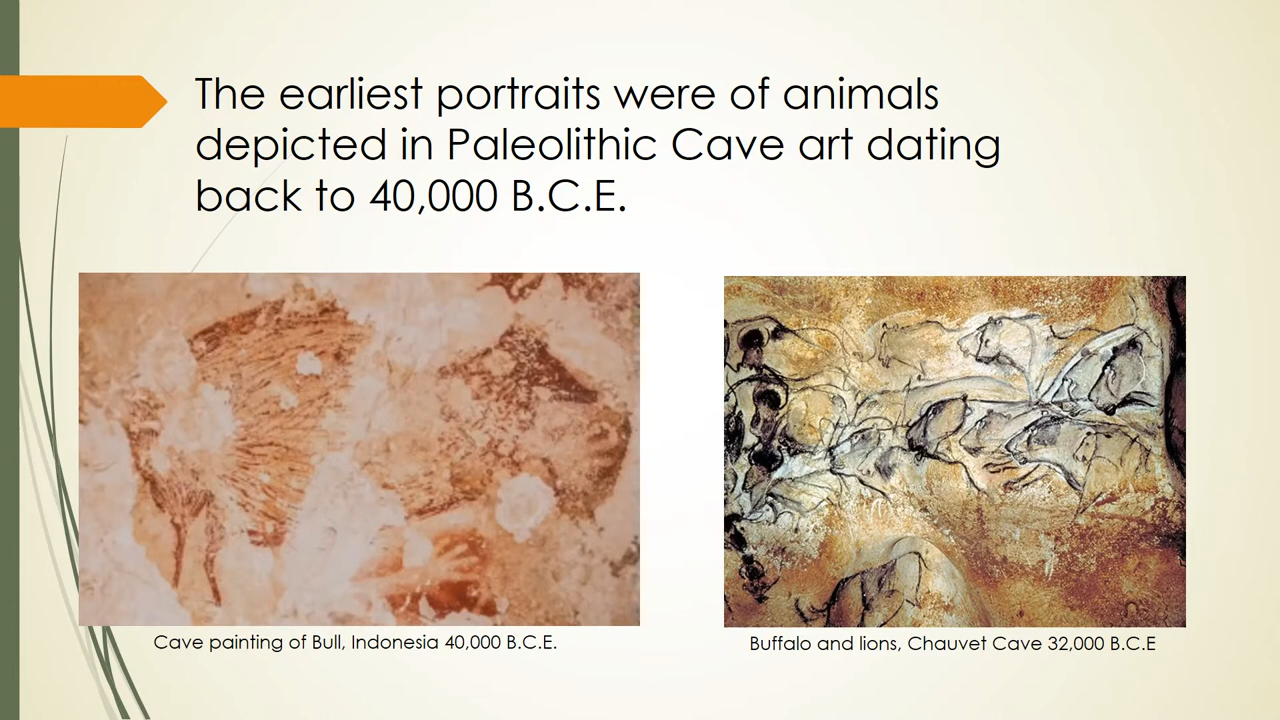 The earliest portraits were of animals
depicted in Paleolithic Cave art dating
back to 40,000 B.C.E.
Cave painting of Bull, Indonesia 40,000 B.C.E.
Buffalo and lions, Chauvet Cave 32,000 B.C.E